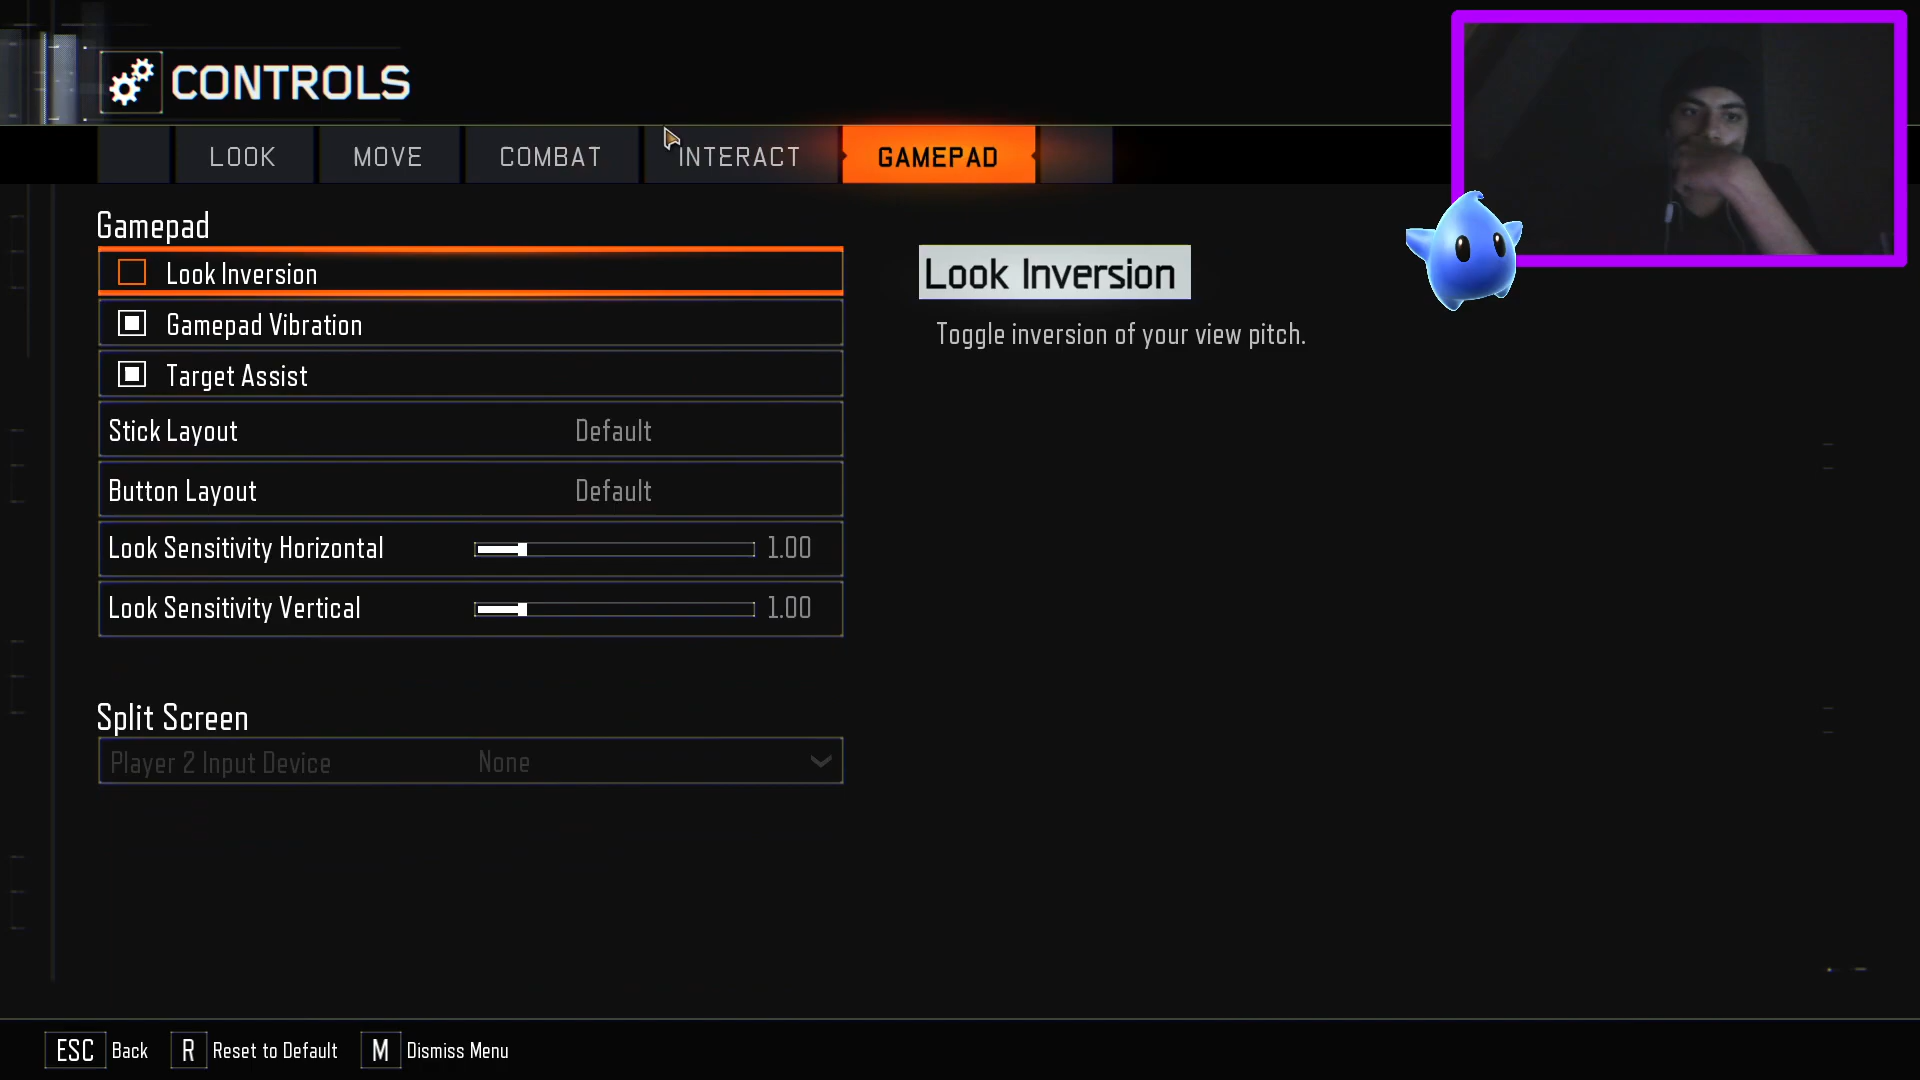 CONTROLS
LOOK MOVE COMBAT INTERACT GAMEPAD
Gamepad
Look Inversion
Gamepad Vibration
Target Assist
Stick Layout Default
Button Layout Default
Look Sensitivity Horizontal 1.00
Look Sensitivity Vertical 1.00
Split Screen
Player 2 Input Device None
Look Inversion
Toggle inversion of your view pitch.
ESC Back R Reset to Default M Dismiss Menu